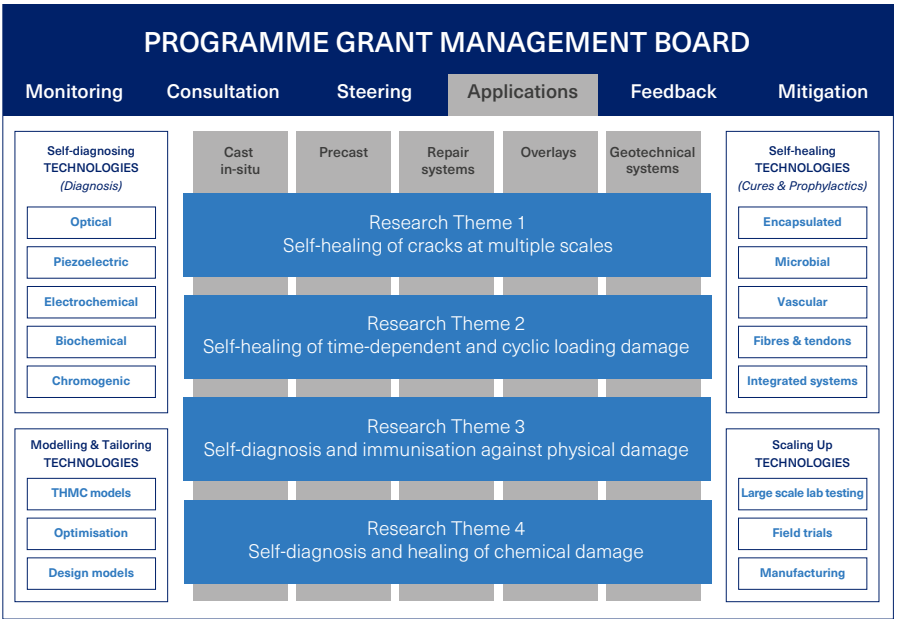 PROGRAMME GRANT MANAGEMENT BOARD
Monitoring Consultation Steering Applications Feedback Mitigation
Self-diagnosing
TECHNOLOGIES
(Diagnosis)
Optical
Piezoelectric
Electrochemical
Biochemical
Chromogenic
Modelling & Tailoring
TECHNOLOGIES
THMC models
Optimisation
Design models
Cast
in-situ
Precast
Repair
systems
Overlays
Geotechnical
systems
Research Theme 1
Self-healing of cracks at multiple scales
Research Theme 2
Self-healing of time-dependent and cyclic loading damage
Research Theme 3
Self-diagnosis and immunisation against physical damage
Research Theme 4
Self-diagnosis and healing of chemical damage
Self-healing
TECHNOLOGIES
(Cures & Prophylactics)
Encapsulated
Microbial
Vascular
Fibres & tendons
Integrated systems
Scaling Up
TECHNOLOGIES
Large scale lab testing
Field trials
Manufacturing